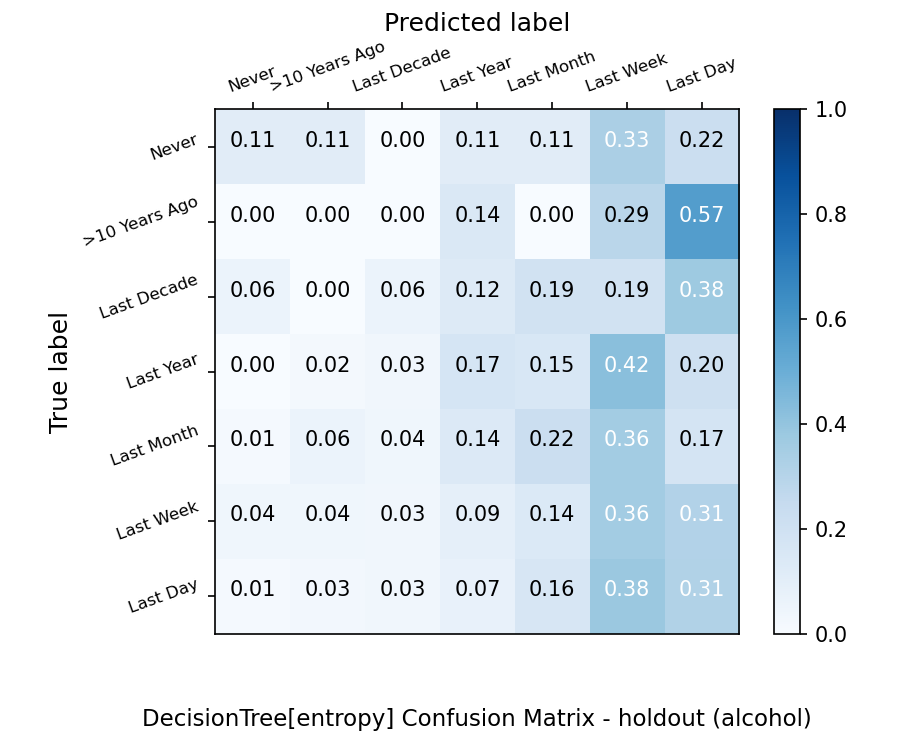 Predicted label
Never >10 Years Ago Last Decade Last Year Last Month Last Week Last Day
True label
Never 0.11 0.11 0.00 0.11 0.11 0.33 0.22
>10 Years Ago 0.00 0.00 0.00 0.14 0.00 0.29 0.57
Last Decade 0.06 0.00 0.06 0.12 0.19 0.19 0.38
Last Year 0.00 0.02 0.03 0.17 0.15 0.42 0.20
Last Month 0.01 0.06 0.04 0.14 0.22 0.36 0.17
Last Week 0.04 0.04 0.03 0.09 0.14 0.36 0.31
Last Day 0.01 0.03 0.03 0.07 0.16 0.38 0.31
1.0
0.8
0.6
0.4
0.2
0.0
DecisionTree[entropy] Confusion Matrix - holdout (alcohol)